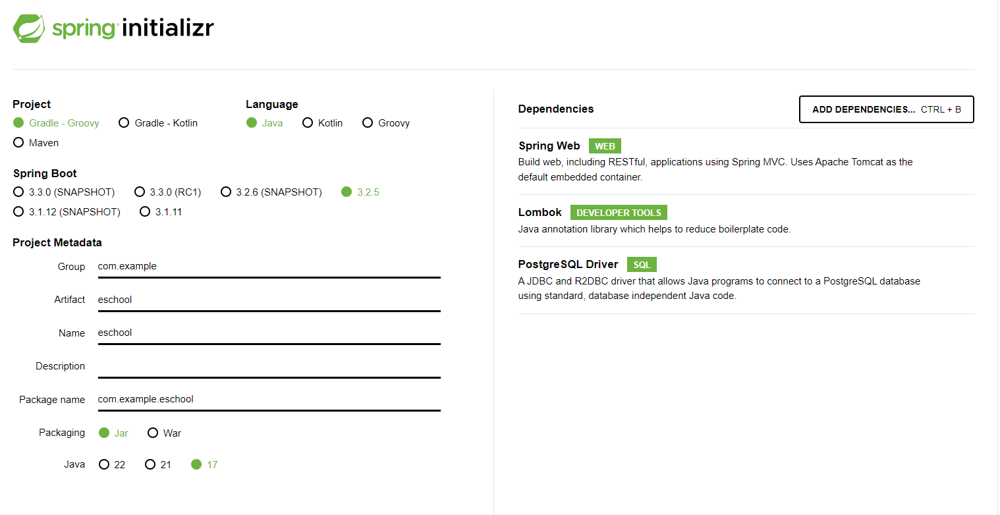 spring initializr
Project
Gradle - Groovy Gradle - Kotlin
Maven
Language
Java Kotlin Groovy
Spring Boot
3.3.0 (SNAPSHOT) 3.3.0 (RC1) 3.2.6 (SNAPSHOT) 3.2.5
3.1.12 (SNAPSHOT) 3.1.11
Project Metadata
Group com.example
Artifact eschool
Name eschool
Description
Package name com.example.eschool
Packaging Jar War
Java 22 21 17
Dependencies ADD DEPENDENCIES... CTRL + B
Spring Web WEB
Build web, including RESTful, applications using Spring MVC. Uses Apache Tomcat as the
default embedded container.
Lombok DEVELOPER TOOLS
Java annotation library which helps to reduce boilerplate code.
PostgreSQL Driver SQL
A JDBC and R2DBC driver that allows Java programs to connect to a PostgreSQL database
using standard, database independent Java code.